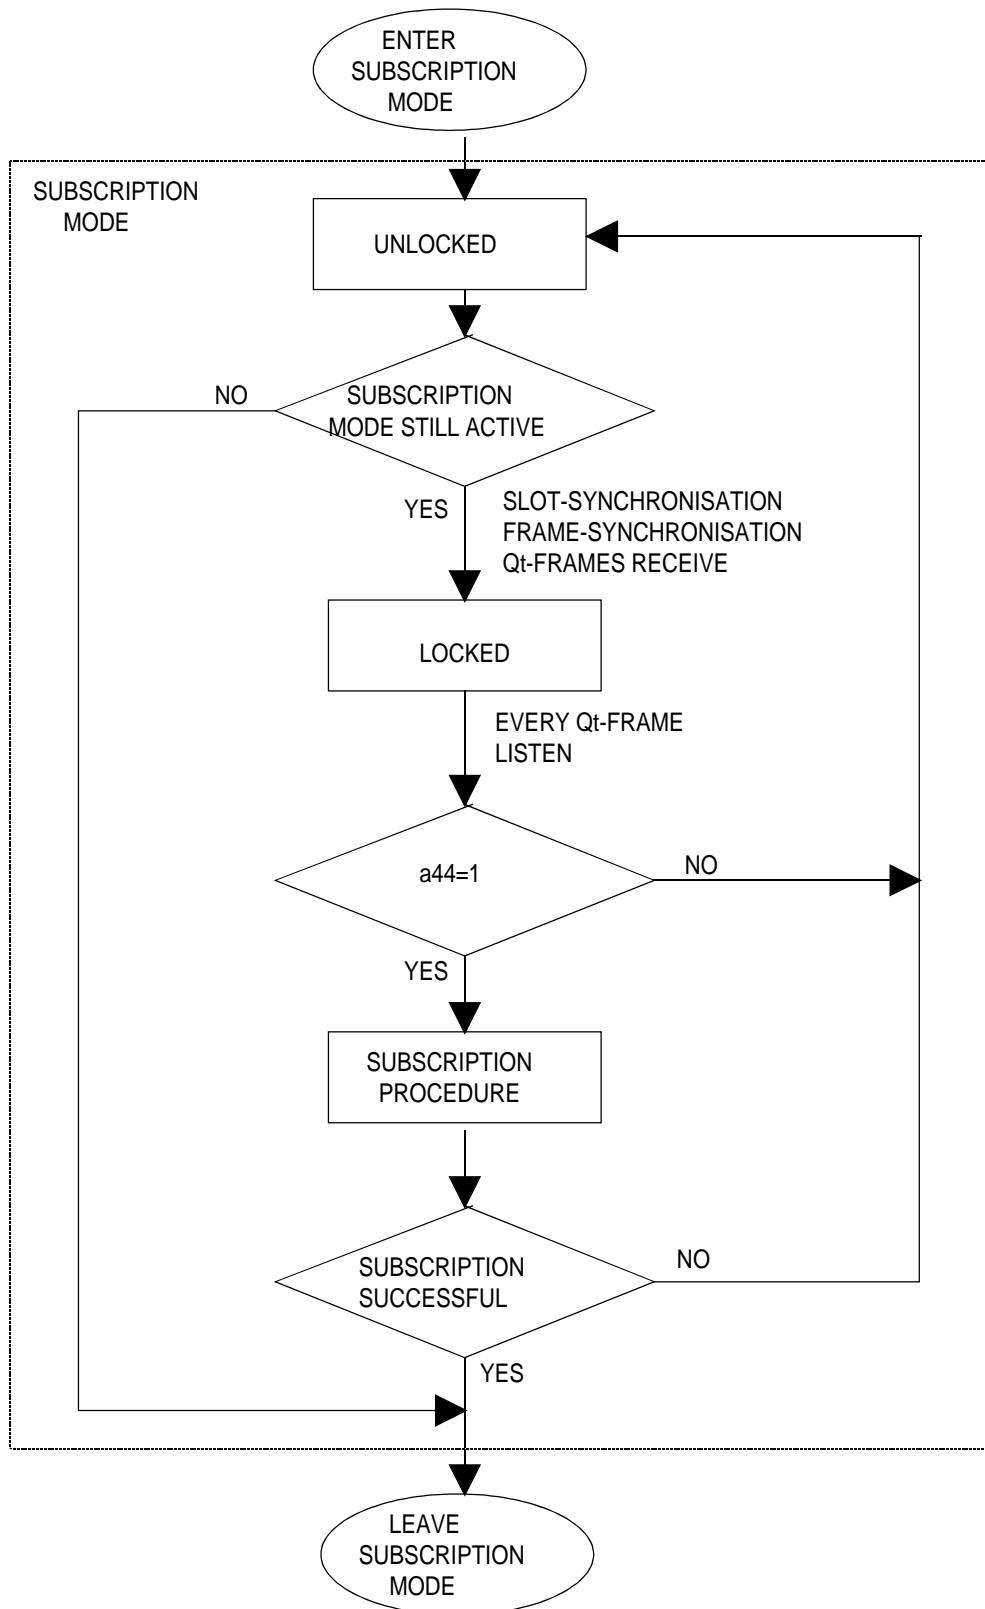 ENTER
SUBSCRIPTION
MODE
SUBSCRIPTION
MODE
UNLOCKED
NO
SUBSCRIPTION
MODE STILL ACTIVE
YES
SLOT-SYNCHRONISATION
FRAME-SYNCHRONISATION
Qt-FRAMES RECEIVE
LOCKED
EVERY Qt-FRAME
LISTEN
a44=1
NO
YES
SUBSCRIPTION
PROCEDURE
SUBSCRIPTION
SUCCESSFUL
NO
YES
LEAVE
SUBSCRIPTION
MODE